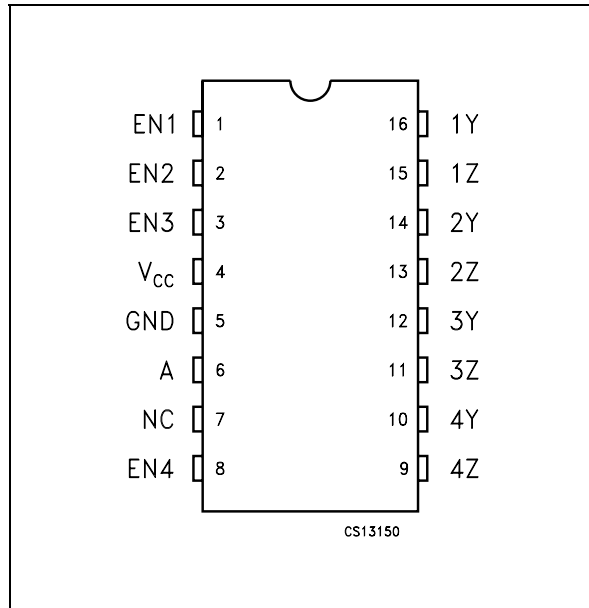 EN1 1 16 1Y
EN2 2 15 1Z
EN3 3 14 2Y
VCC 4 13 2Z
GND 5 12 3Y
A 6 11 3Z
NC 7 10 4Y
EN4 8 9 4Z
CS13150